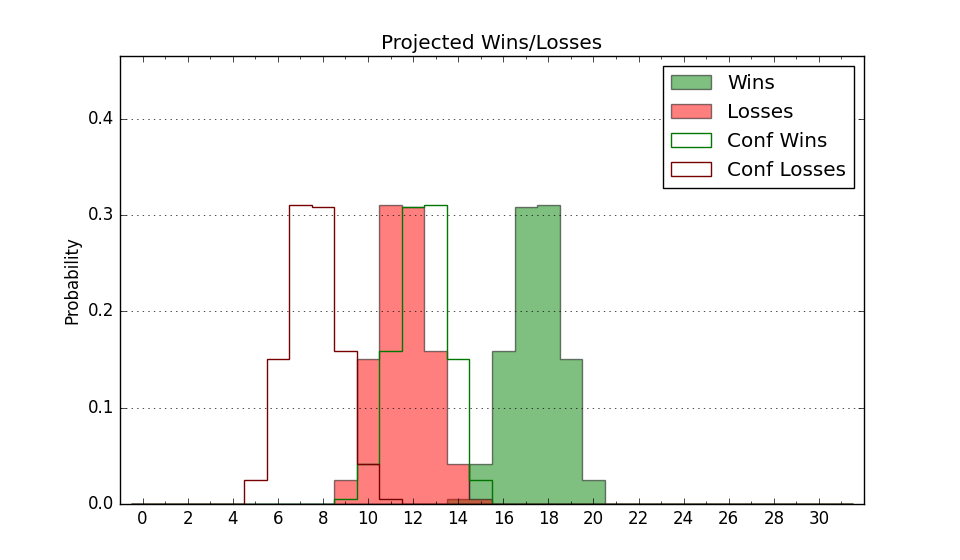 Projected Wins/Losses
Wins
Losses
Conf Wins
Conf Losses
Probability
0.4
0.3
0.2
0.1
0.0
0 2 4 6 8 10 12 14 16 18 20 22 24 26 28 30